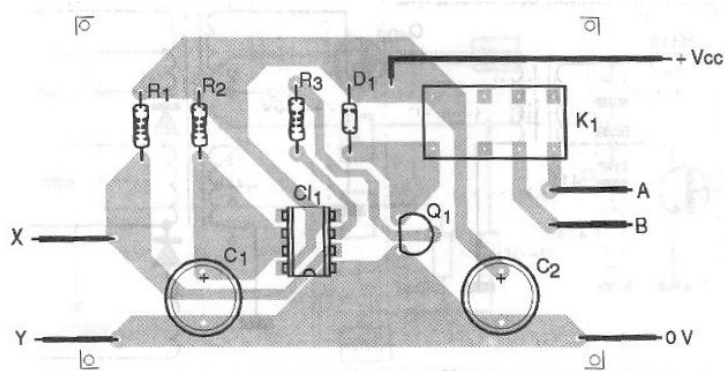 R1
R2
R3
D1
+ Vcc
K1
A
B
CI1
Q1
X
C1
+
C2
+
Y
0 V